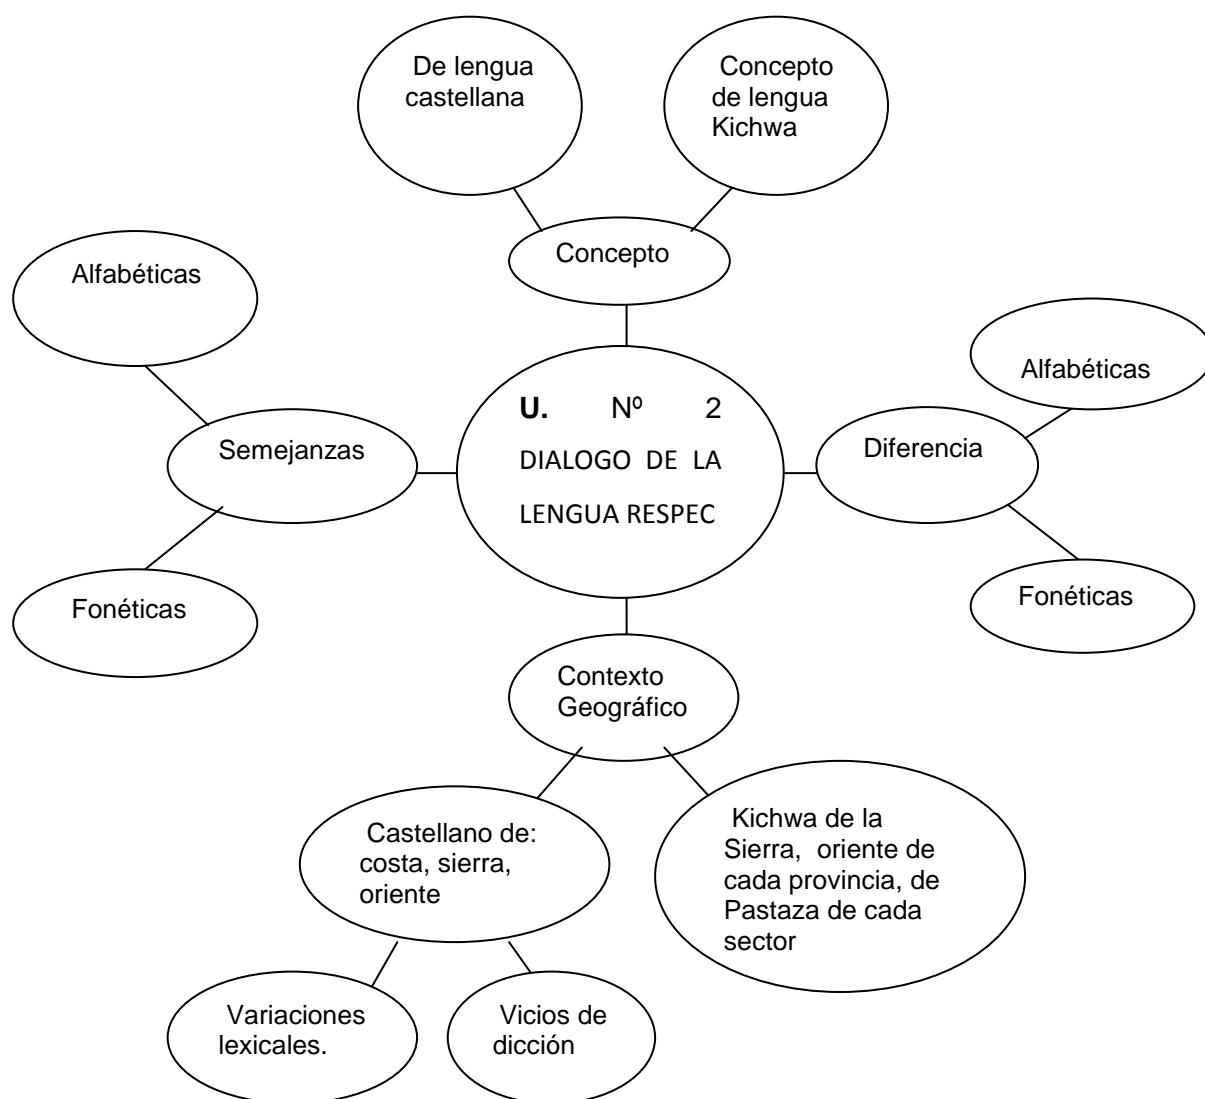 De lengua
castellana
Concepto
de lengua
Kichwa
Concepto
Alfabéticas
Semejanzas
Fonéticas
U. Nº 2
DIALOGO DE LA
LENGUA RESPEC
Diferencia
Alfabéticas
Fonéticas
Contexto
Geográfico
Castellano de:
costa, sierra,
oriente
Kichwa de la
Sierra, oriente de
cada provincia, de
Pastaza de cada
sector
Variaciones
lexicales.
Vicios de
dicción